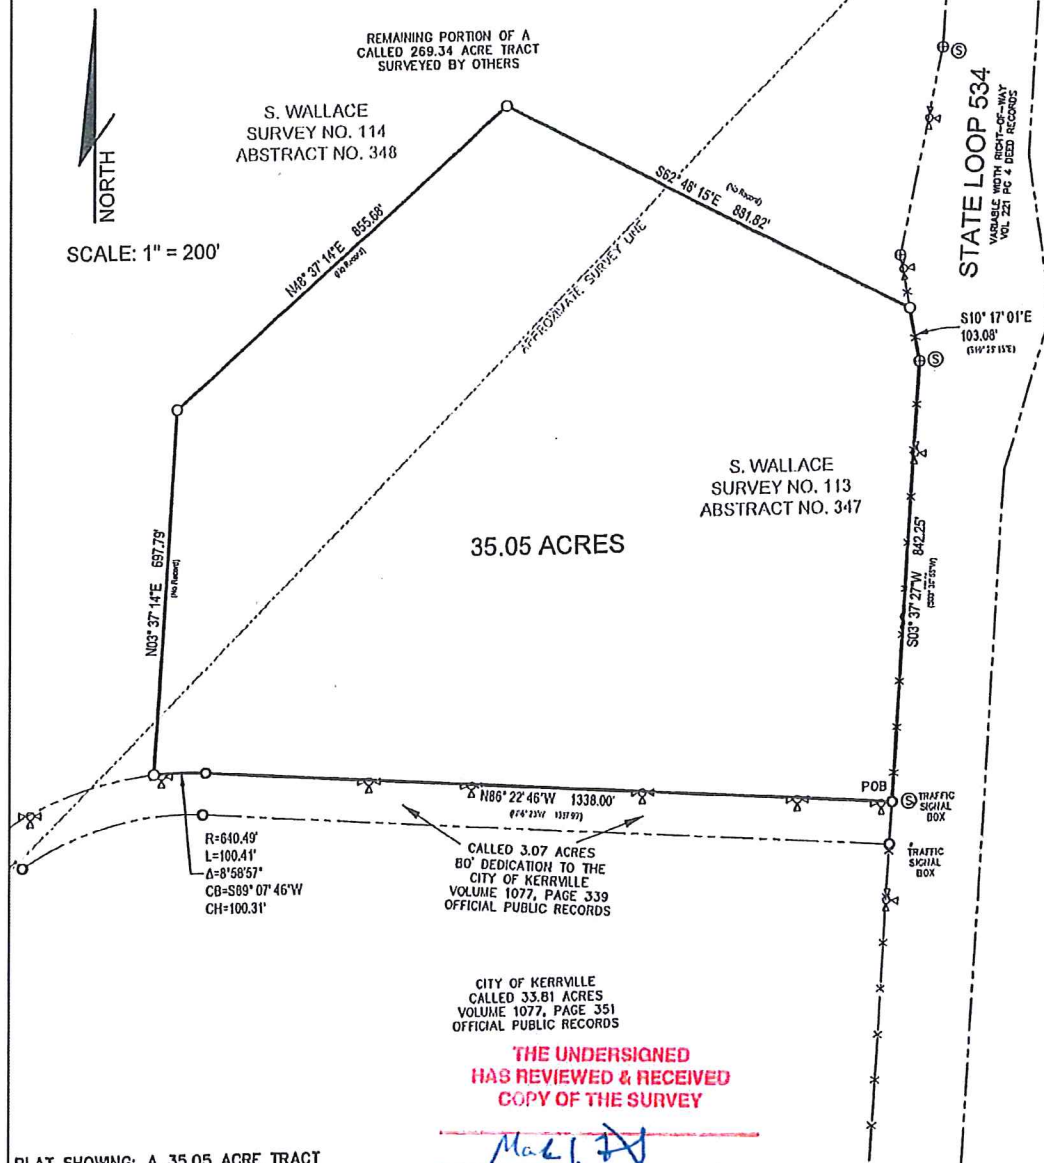 REMAINING PORTION OF A
CALLED 269.34 ACRE TRACT
SURVEYED BY OTHERS
S. WALLACE
SURVEY NO. 114
ABSTRACT NO. 348
NORTH
SCALE: 1" = 200'
STATE LOOP 534
VARIABLE WIDTH RIGHT-OF-WAY
VOL 221 PG 4 DEED RECORDS
S
S62° 48' 15"E 881.82'
(No Record)
N48° 37' 14"E 855.68'
(No Record)
APPROXIMATE SURVEY LINE
S10° 17' 01"E
103.08'
S
S. WALLACE
SURVEY NO. 113
ABSTRACT NO. 347
35.05 ACRES
N03° 37' 14"E 697.79'
(No Record)
S03° 37' 27"W 842.25'
POB
S TRAFFIC
SIGNAL
BOX
N86° 22' 46"W 1338.00'
TRAFFIC
SIGNAL
BOX
R=640.49'
L=100.41'
Δ=8°58'57"
CB=S89° 07' 46"W
CH=100.31'
CALLED 3.07 ACRES
80' DEDICATION TO THE
CITY OF KERRVILLE
VOLUME 1077, PAGE 339
OFFICIAL PUBLIC RECORDS
CITY OF KERRVILLE
CALLED 33.81 ACRES
VOLUME 1077, PAGE 351
OFFICIAL PUBLIC RECORDS
THE UNDERSIGNED
HAS REVIEWED & RECEIVED
COPY OF THE SURVEY
PLAT SHOWING: A 35.05 ACRE TRACT